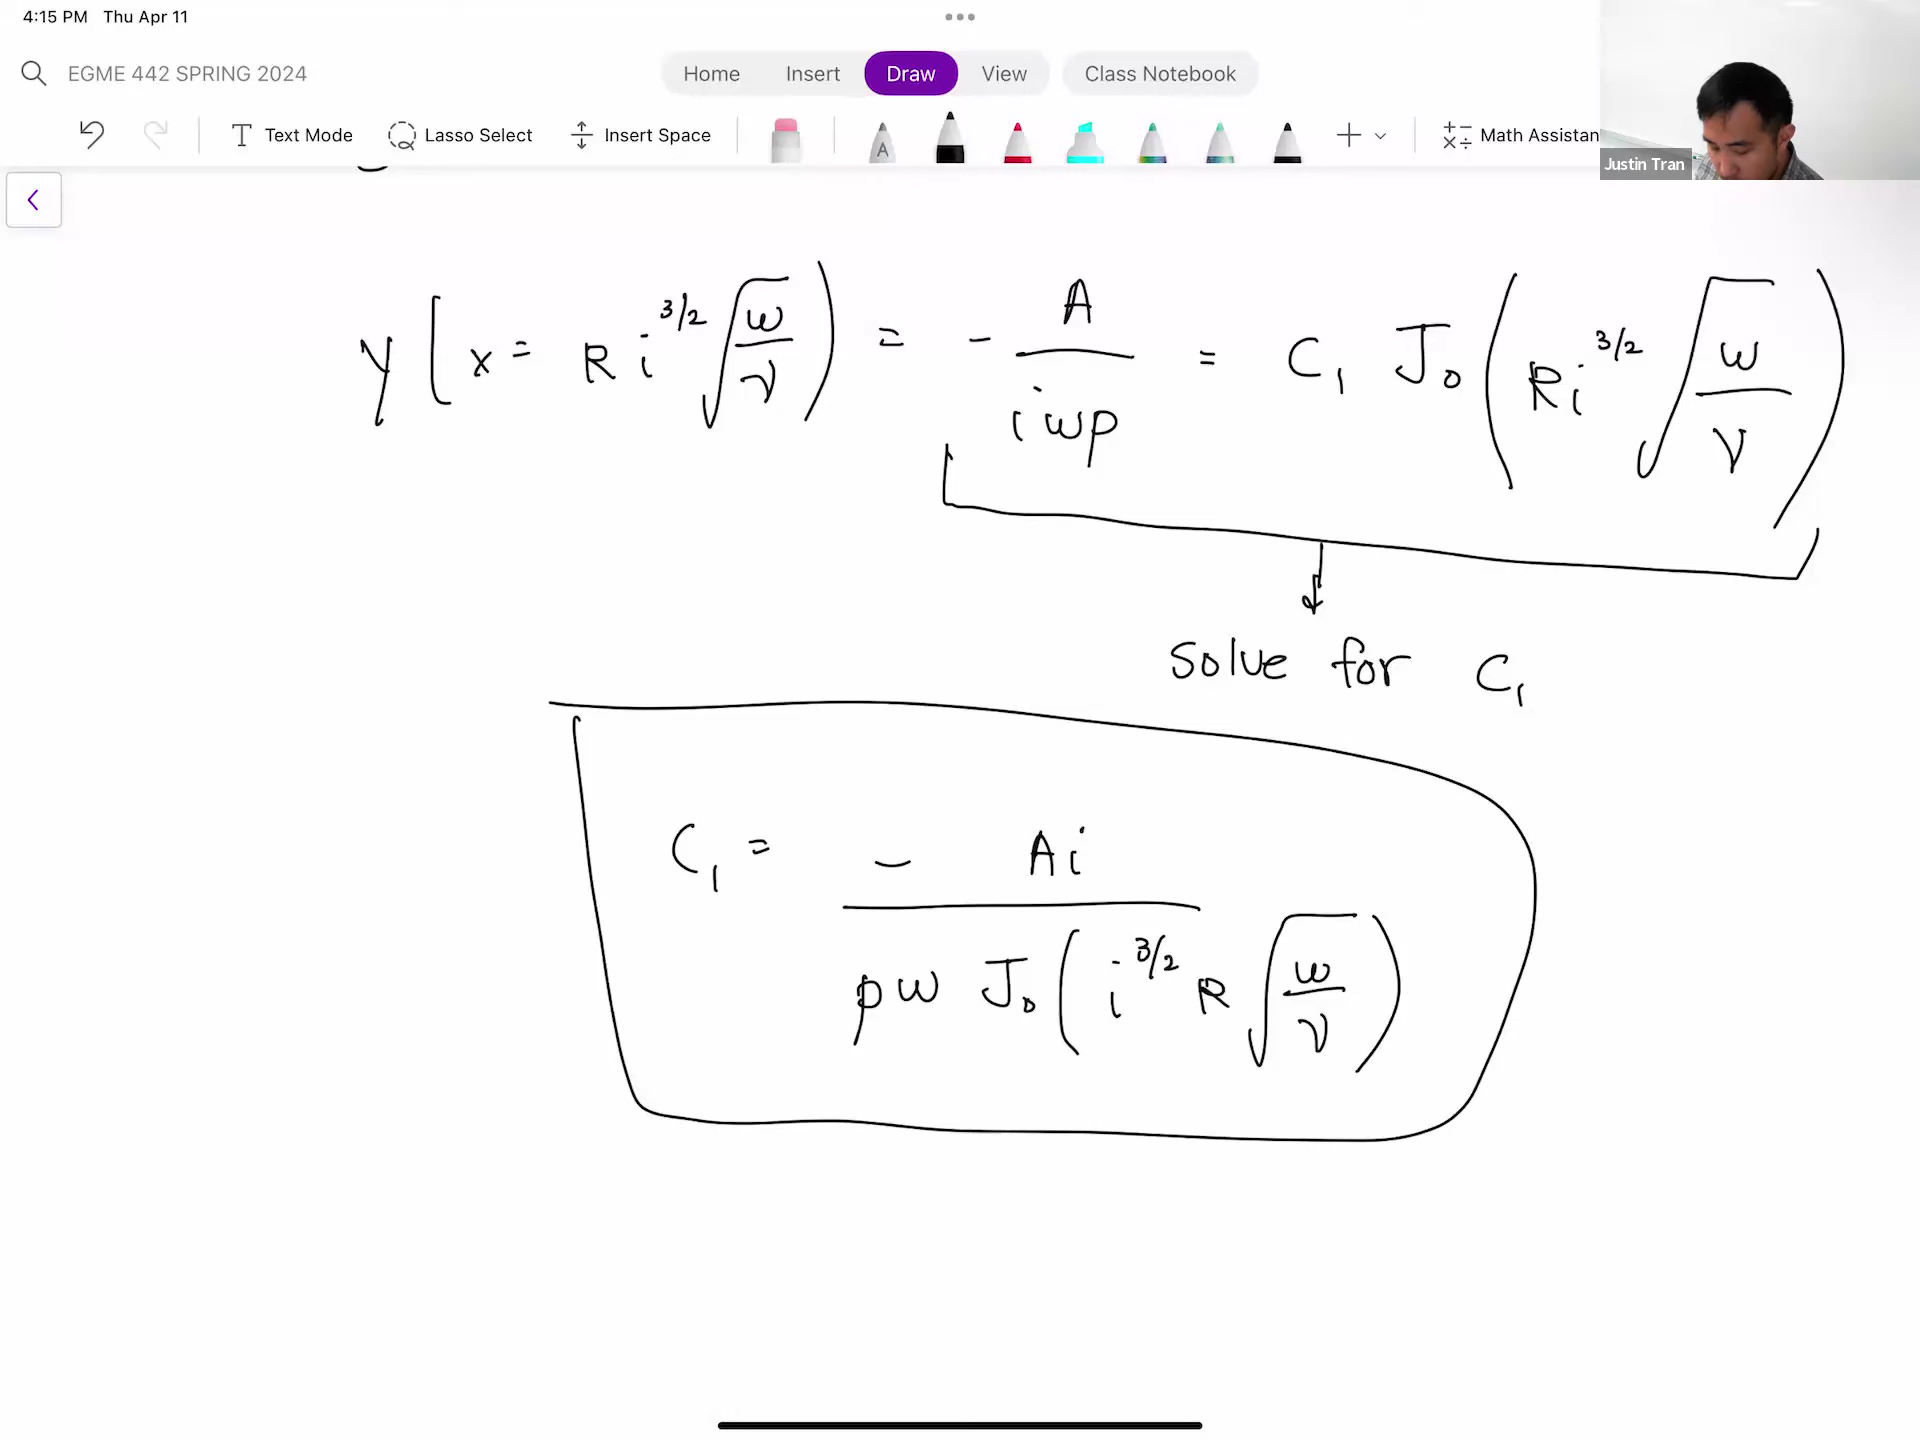 4:15 PM Thu Apr 11
EGME 442 SPRING 2024
Home Insert Draw View Class Notebook
Text Mode Lasso Select Insert Space A Math Assistan
Justin Tran
y(x = R i^{3/2} √(ω/ν)) = - A/(iωρ) = C₁ J₀(R i^{3/2} √(ω/ν))
Solve for C₁
C₁ = - Ai/(ρω J₀(i^{3/2} R √(ω/ν)))